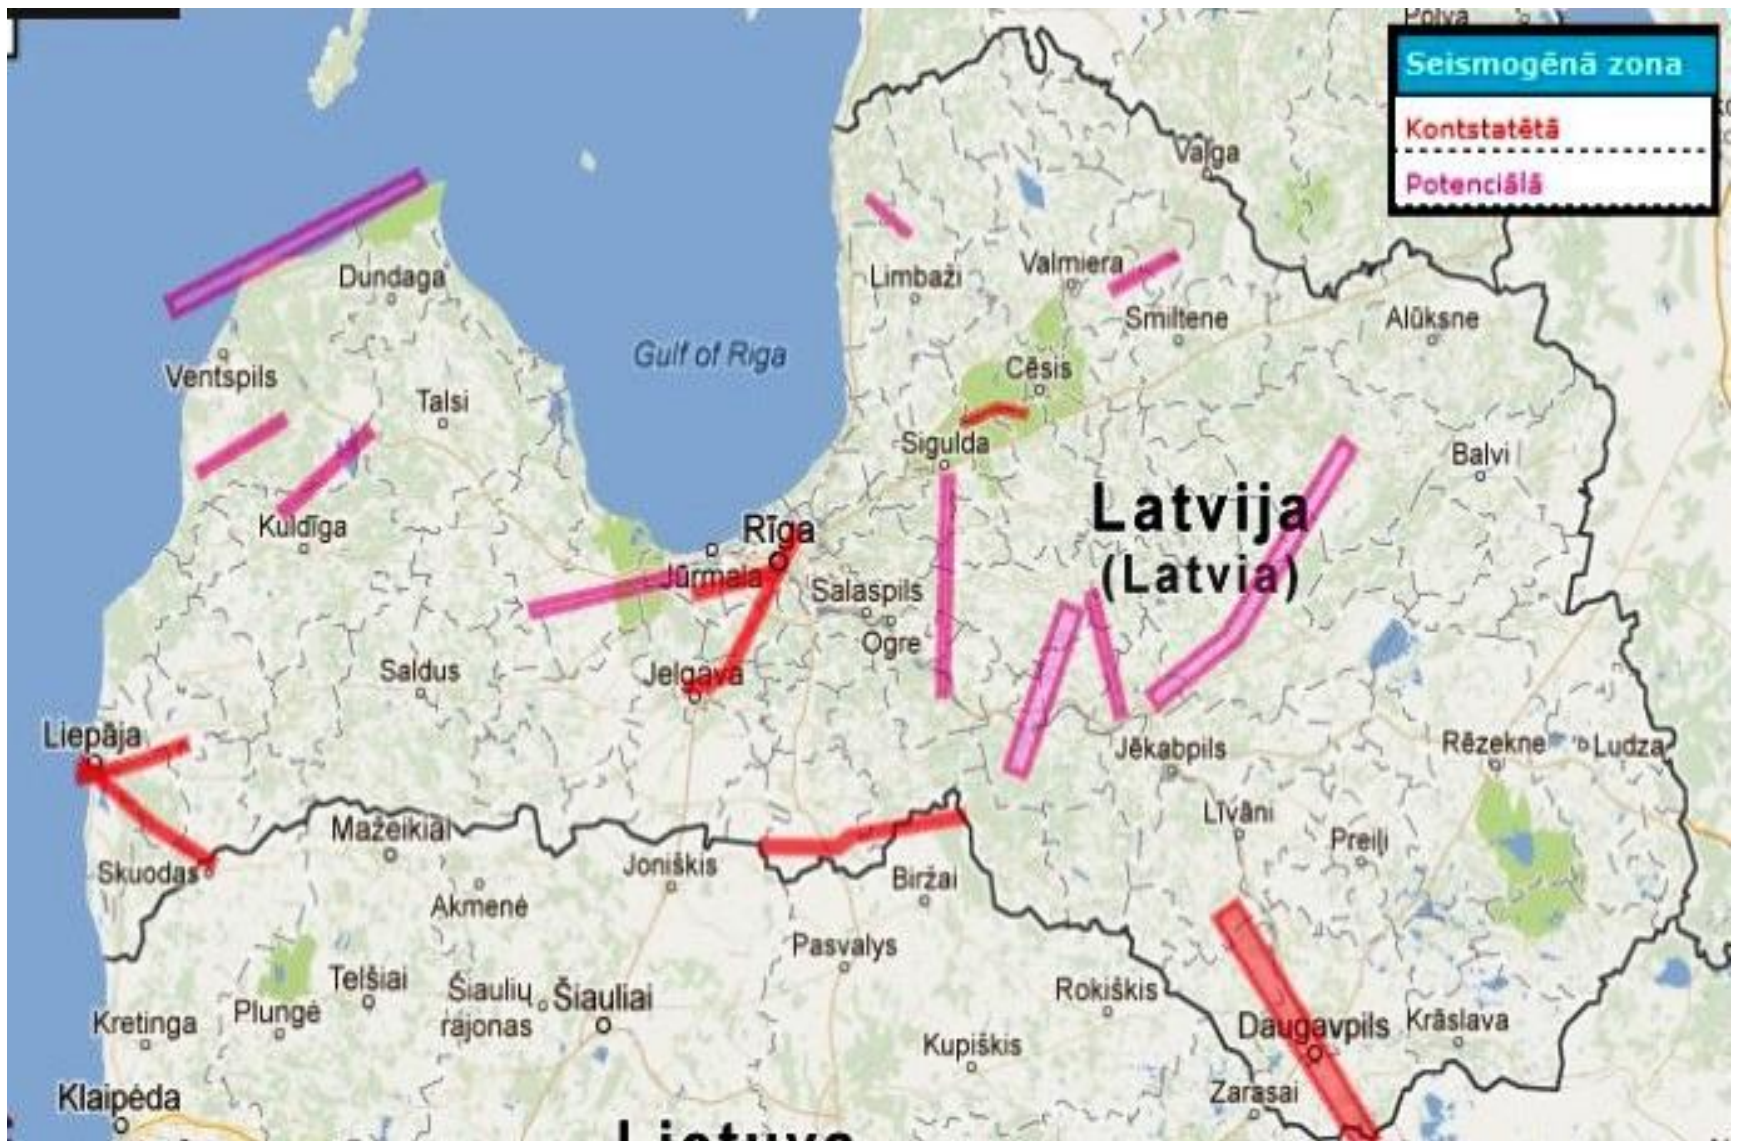 Polva
Seismogēnā zona
Kontstatētā
Potenciālā
Valga
Dundaga
Limbaži
Valmiera
Smiltene
Alūksne
Gulf of Riga
Ventspils
Talsi
Cēsis
Sigulda
Balvi
Kuldīga
Rīga
Latvija
(Latvia)
Jūrmala
Salaspils
Ogre
Saldus
Jelgava
Liepāja
Jēkabpils
Rēzekne
Ludza
Līvāni
Preiļi
Mažeikiai
Skuodas
Joniškis
Biržai
Akmenė
Pasvalys
Telšiai
Šiaulių
rajonas
Šiauliai
Rokiškis
Plungė
Kretinga
Daugavpils
Krāslava
Kupiškis
Zarasai
Klaipėda
Lietuva